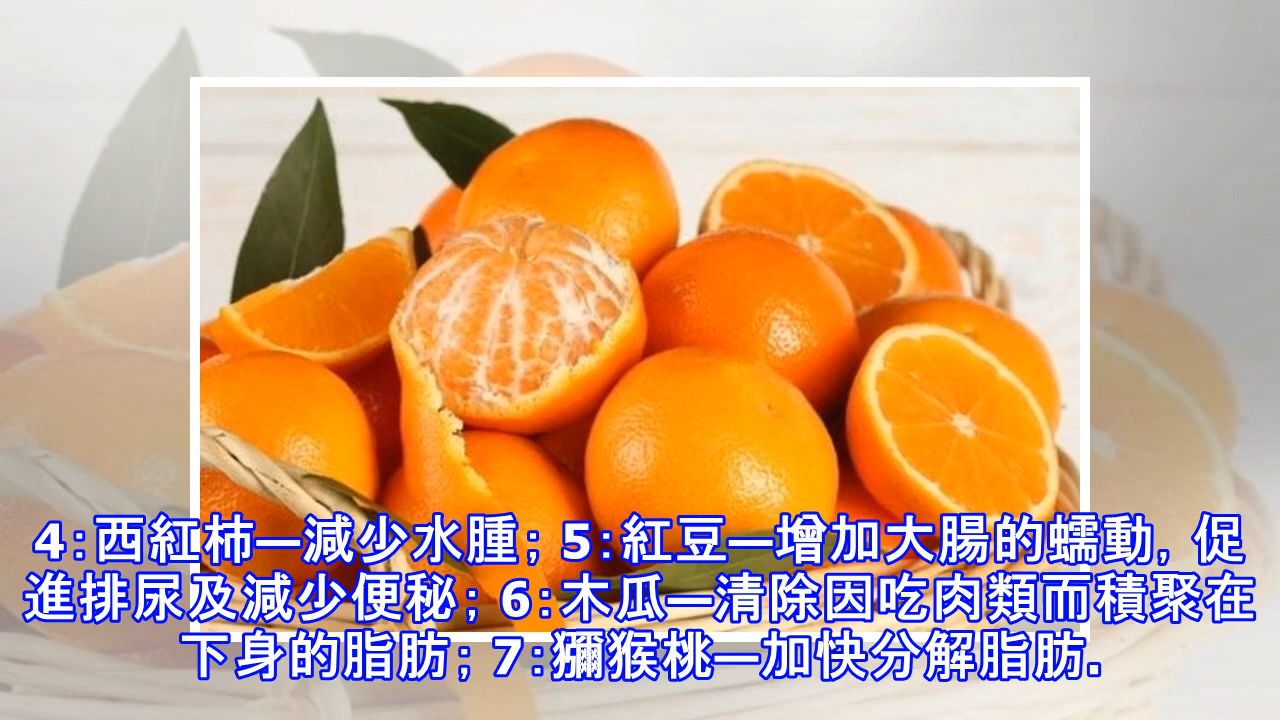 4:西紅柿—減少水腫; 5:紅豆—增加大腸的蠕動, 促
進排尿及減少便秘; 6:木瓜—清除因吃肉類而積聚在
下身的脂肪; 7:獼猴桃—加快分解脂肪.